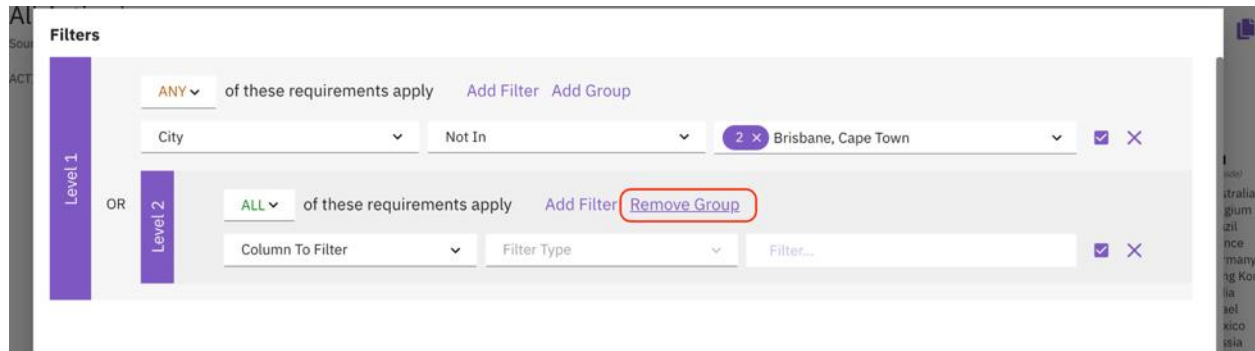 Filters
ACT
Level 1
ANY of these requirements apply Add Filter Add Group
City Not In 2 × Brisbane, Cape Town
OR
Level 2
ALL of these requirements apply Add Filter Remove Group
Column To Filter Filter Type Filter...